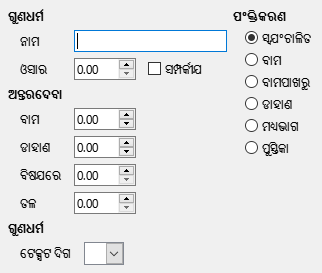 ଗୁଣଧର୍ମ
ନାମ
ଓସାର 0.00 ସମ୍ପର୍କୀୟ
ଅନ୍ତରଦେବା
ବାମ 0.00
ଡାହାଣ 0.00
ବିଷୟରେ 0.00
ତଳ 0.00
ଗୁଣଧର୍ମ
ଟେକ୍ସଟ ଦିଗ
ପଂକ୍ତିକରଣ
ସ୍ୱୟଂଚାଳିତ
ବାମ
ବାମପାଖରୁ
ଡାହାଣ
ମଧ୍ୟଭାଗ
ପୁସ୍ତିକା